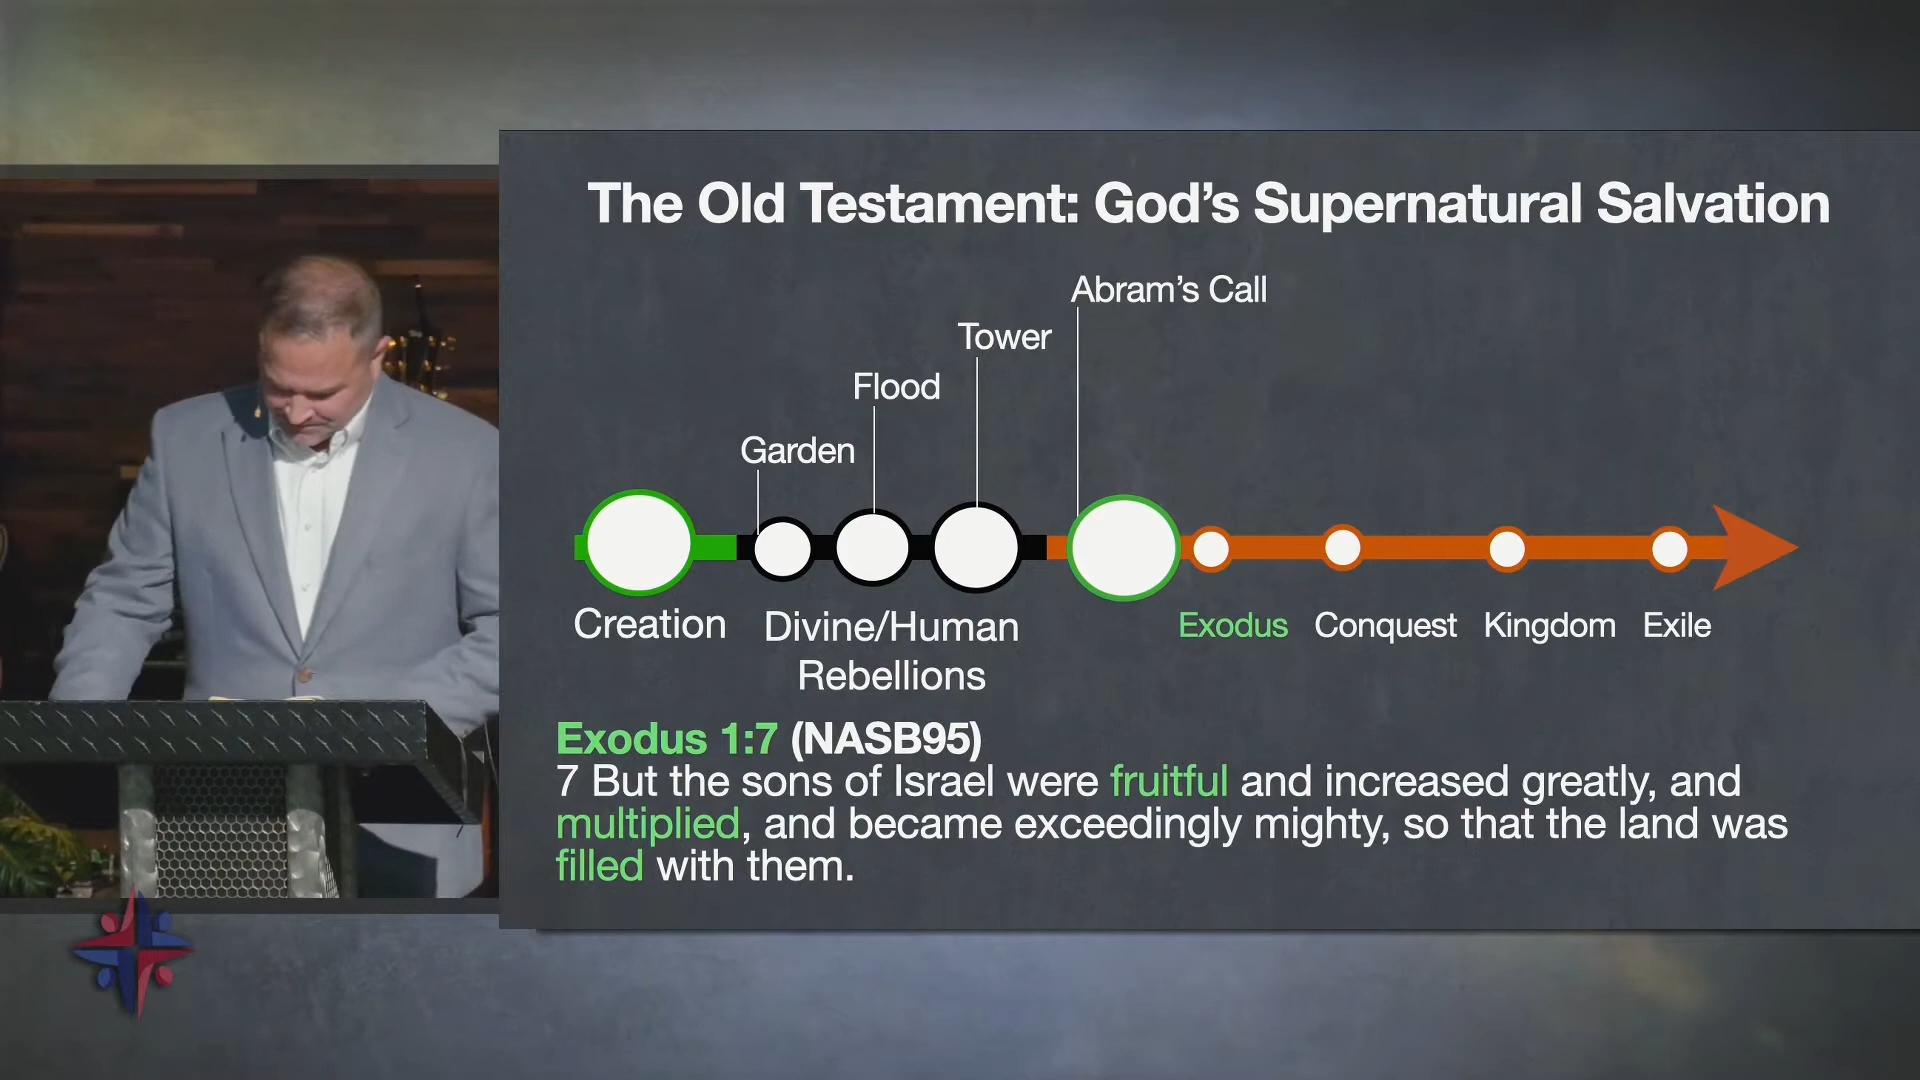 The Old Testament: God’s Supernatural Salvation
Abram’s Call
Tower
Flood
Garden
Creation
Divine/Human
Rebellions
Exodus
Conquest
Kingdom
Exile
Exodus 1:7 (NASB95)
7 But the sons of Israel were fruitful and increased greatly, and
multiplied, and became exceedingly mighty, so that the land was
filled with them.